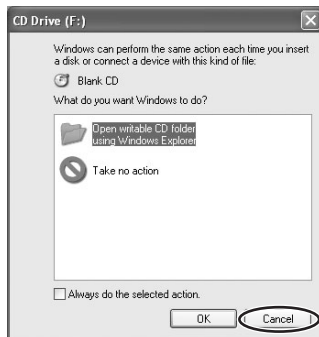 CD Drive (F:)
Windows can perform the same action each time you insert
a disk or connect a device with this kind of file:
Blank CD
What do you want Windows to do?
Open writable CD folder
using Windows Explorer
Take no action
Always do the selected action.
OK Cancel